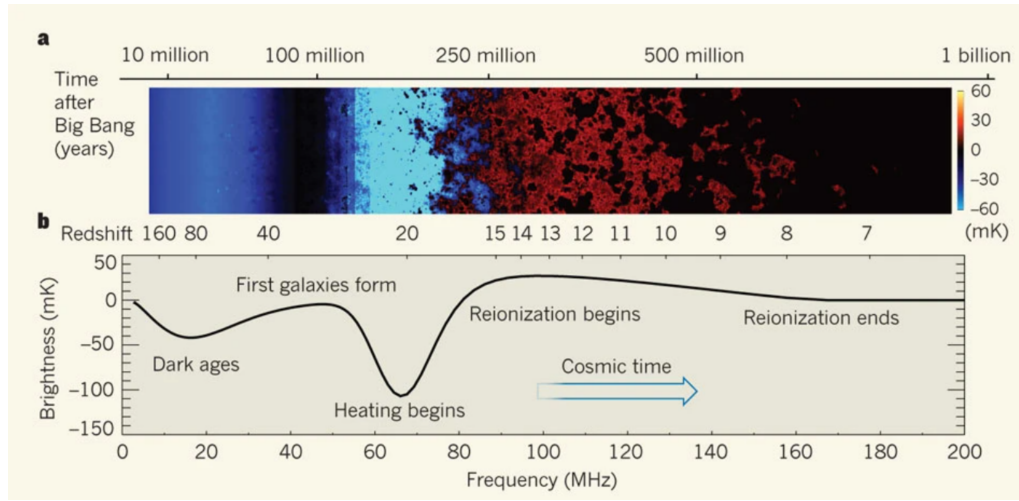 a
10 million 100 million 250 million 500 million 1 billion
Time
after
Big Bang
(years)
60
30
0
–30
–60
(mK)
b
Redshift 160 80 40 20 15 14 13 12 11 10 9 8 7
50
0
–50
–100
–150
Brightness (mK)
First galaxies form
Reionization begins
Reionization ends
Dark ages
Cosmic time
Heating begins
0 20 40 60 80 100 120 140 160 180 200
Frequency (MHz)